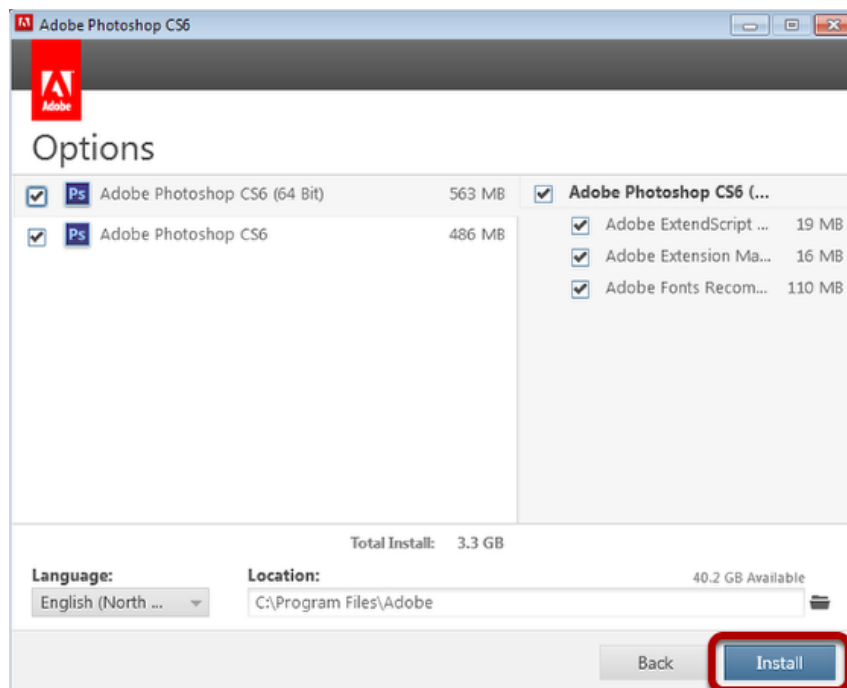 Adobe Photoshop CS6
Adobe
Options
Ps Adobe Photoshop CS6 (64 Bit) 563 MB
Ps Adobe Photoshop CS6 486 MB
Adobe Photoshop CS6 (...
Adobe ExtendScript ... 19 MB
Adobe Extension Ma... 16 MB
Adobe Fonts Recom... 110 MB
Total Install: 3.3 GB
Language:
English (North ...
Location:
40.2 GB Available
C:\Program Files\Adobe
Back
Install